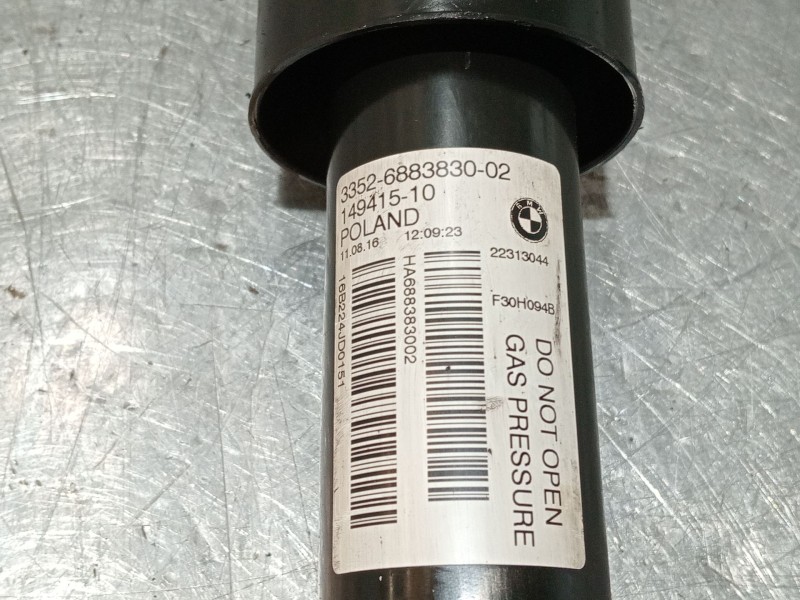 3352-6883830-02
149415-10
POLAND
11.08.16 12:09:23
BMW
22313044
F30H094B
16B224JD0151
HA688383002
DO NOT OPEN
GAS PRESSURE